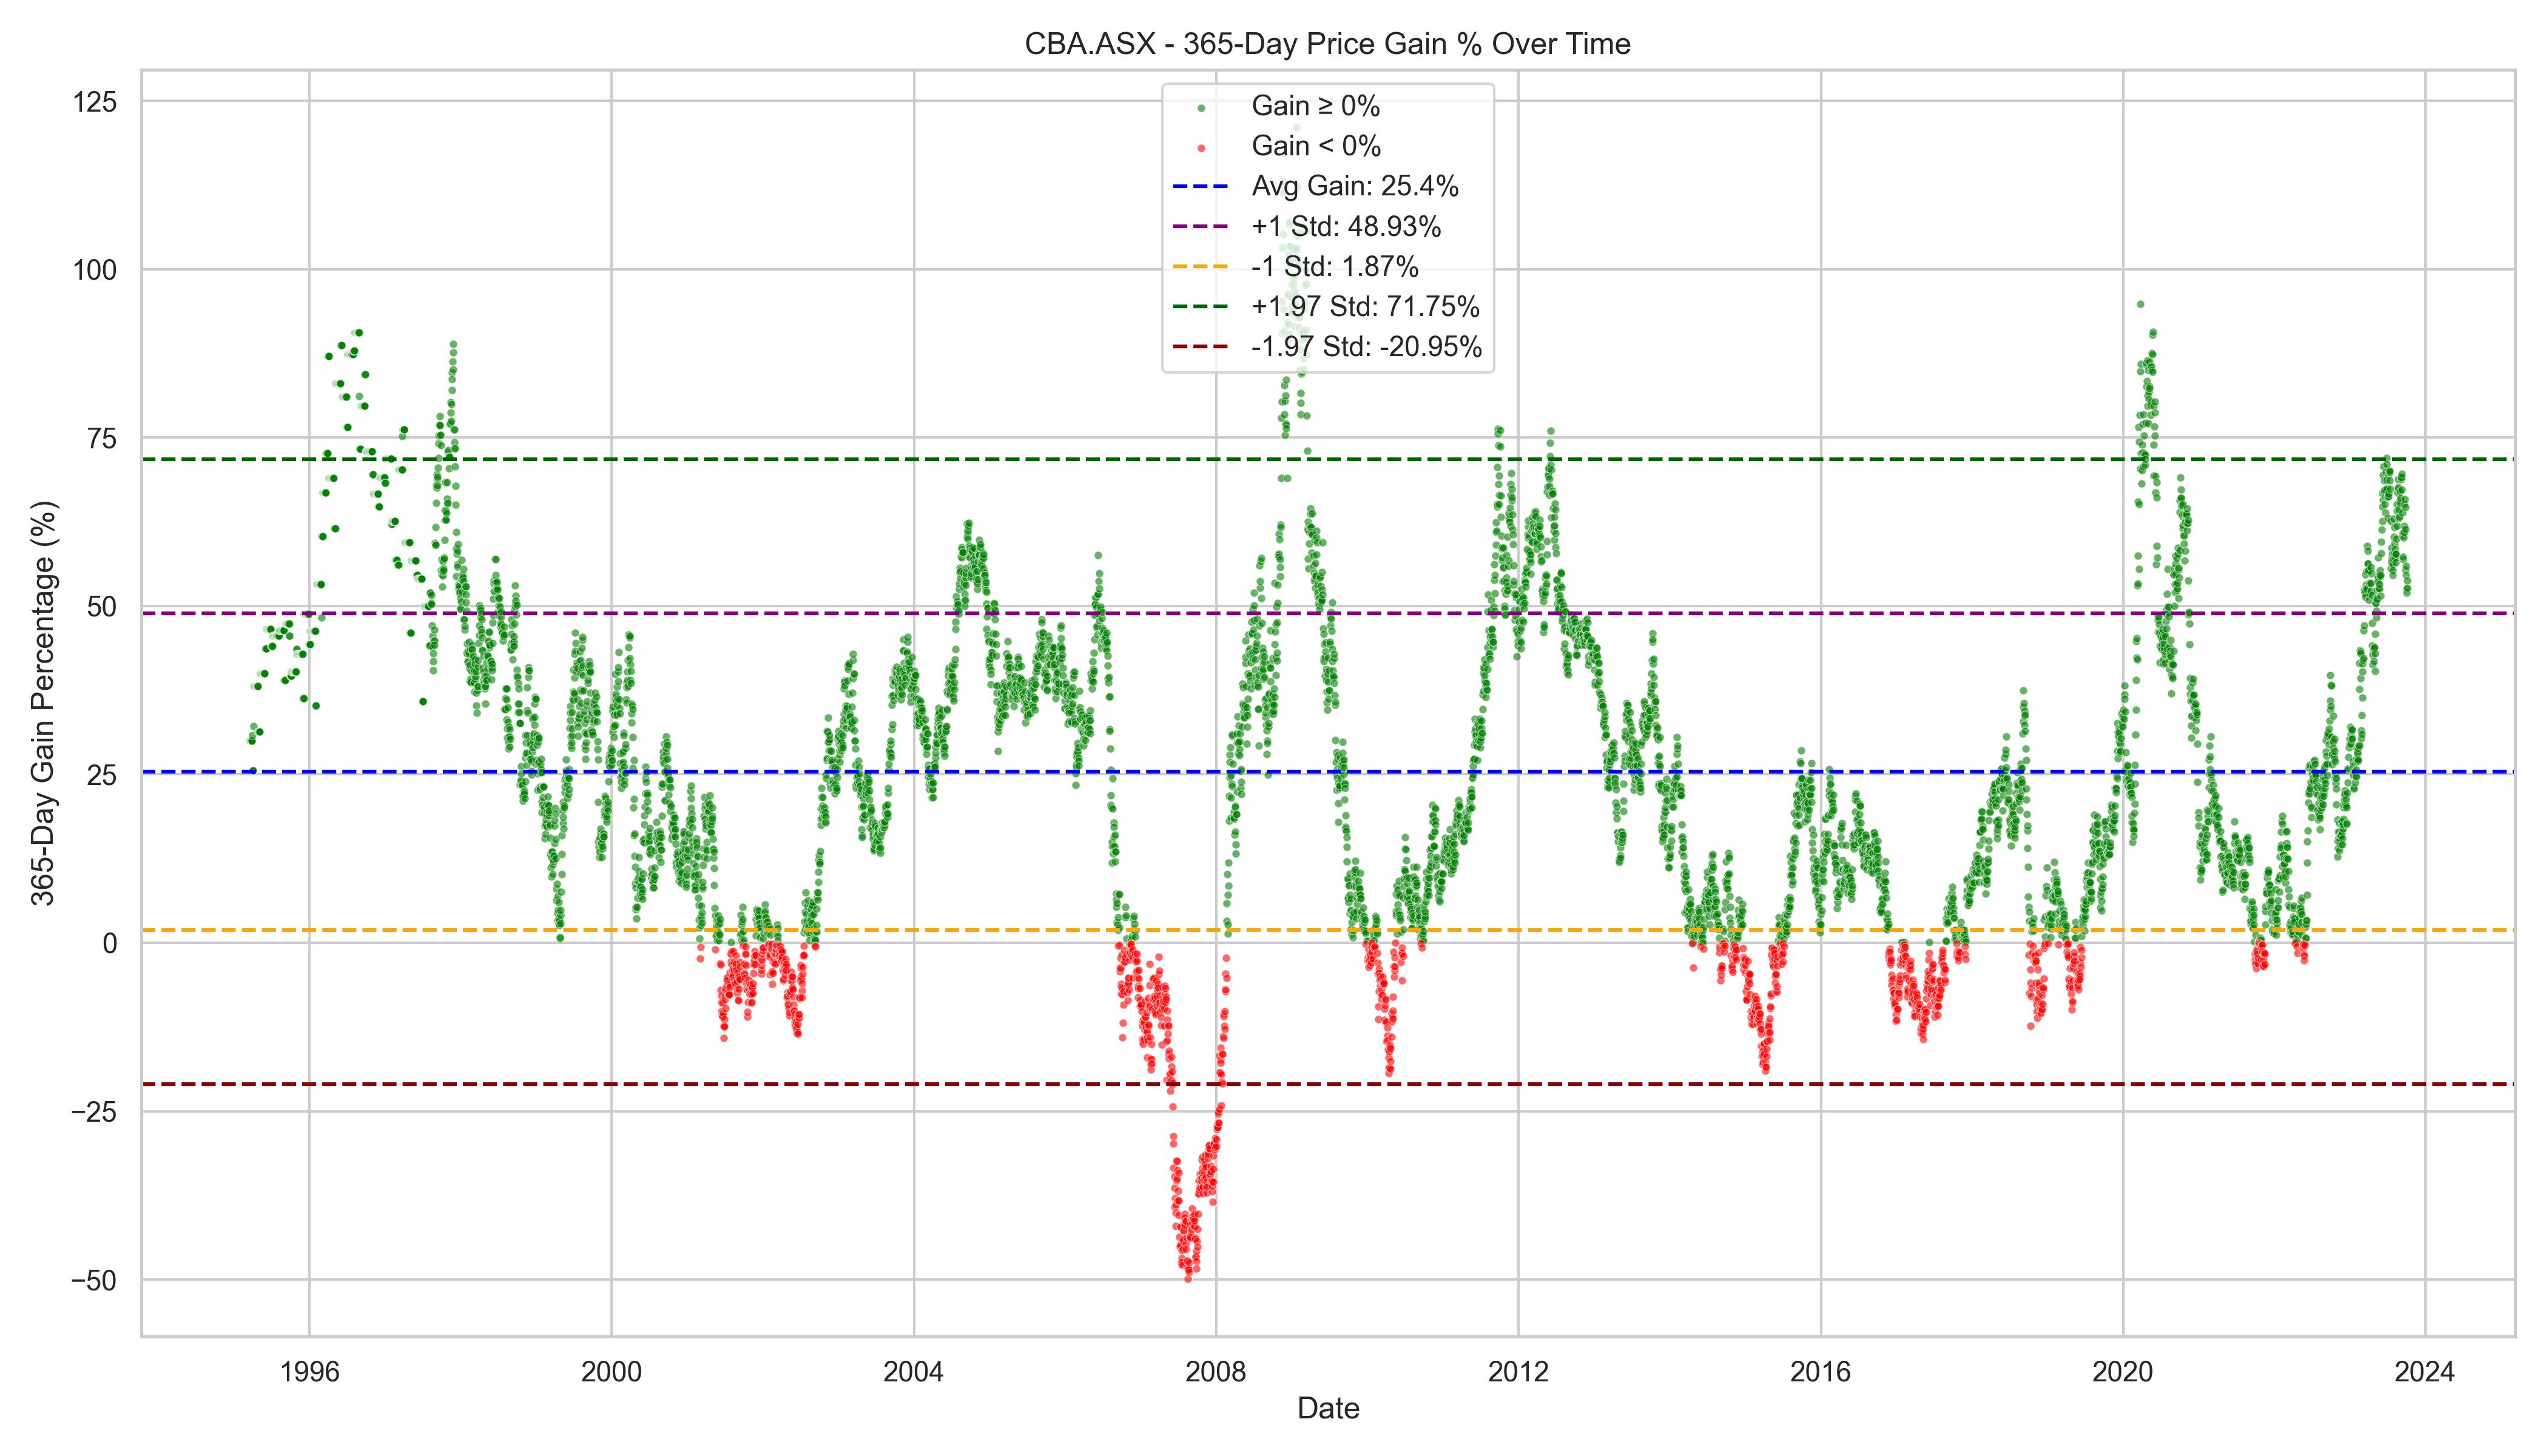 CBA.ASX - 365-Day Price Gain % Over Time
Gain ≥ 0%
Gain < 0%
Avg Gain: 25.4%
+1 Std: 48.93%
-1 Std: 1.87%
+1.97 Std: 71.75%
-1.97 Std: -20.95%
365-Day Gain Percentage (%)
125
100
75
50
25
0
−25
−50
1996
2000
2004
2008
2012
2016
2020
2024
Date